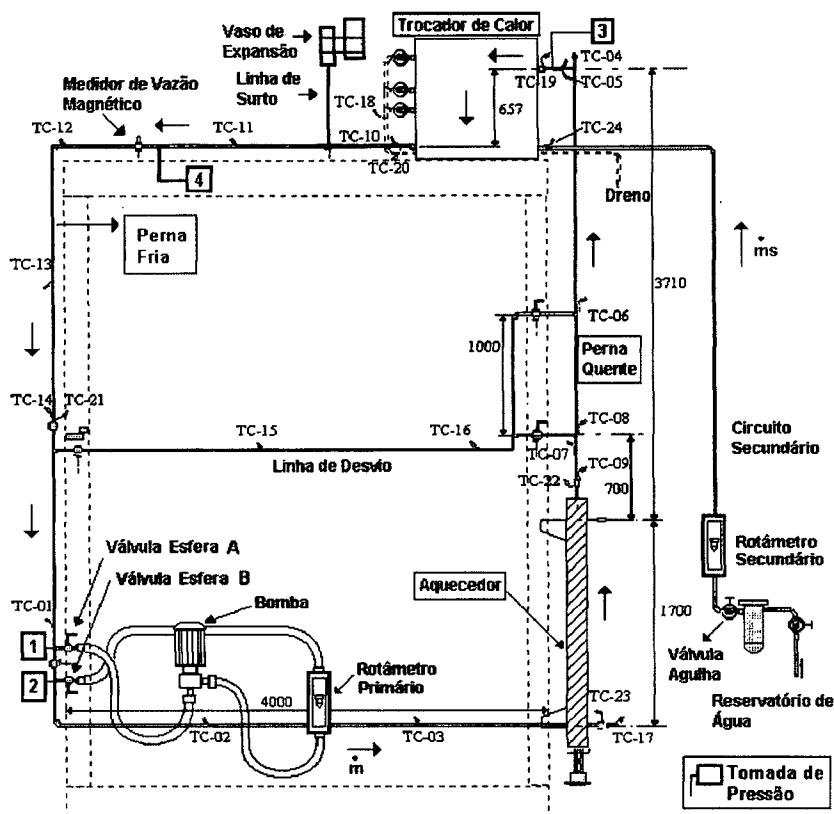 Trocador de Calor
3
Vaso de
Expansão
TC-04
TC-19
TC-05
Linha de
Surto
Medidor de Vazão
Magnético
TC-18
657
TC-12
TC-11
TC-10
TC-24
TC-20
4
Dreno
Perna
Fria
ṁs
TC-13
3710
TC-06
1000
Perna
Quente
TC-14
TC-21
TC-08
TC-15
TC-16
TC-07
Circuito
Secundário
Linha de Desvio
TC-09
TC-22
700
Válvula Esfera A
Rotámetro
Secundário
Válvula Esfera B
Aquecedor
TC-01
Bomba
1700
1
Válvula
Agulha
2
Rotámetro
Primário
4000
TC-23
Reservatório de
Água
TC-02
TC-03
TC-17
ṁ
Tomada de
Pressão